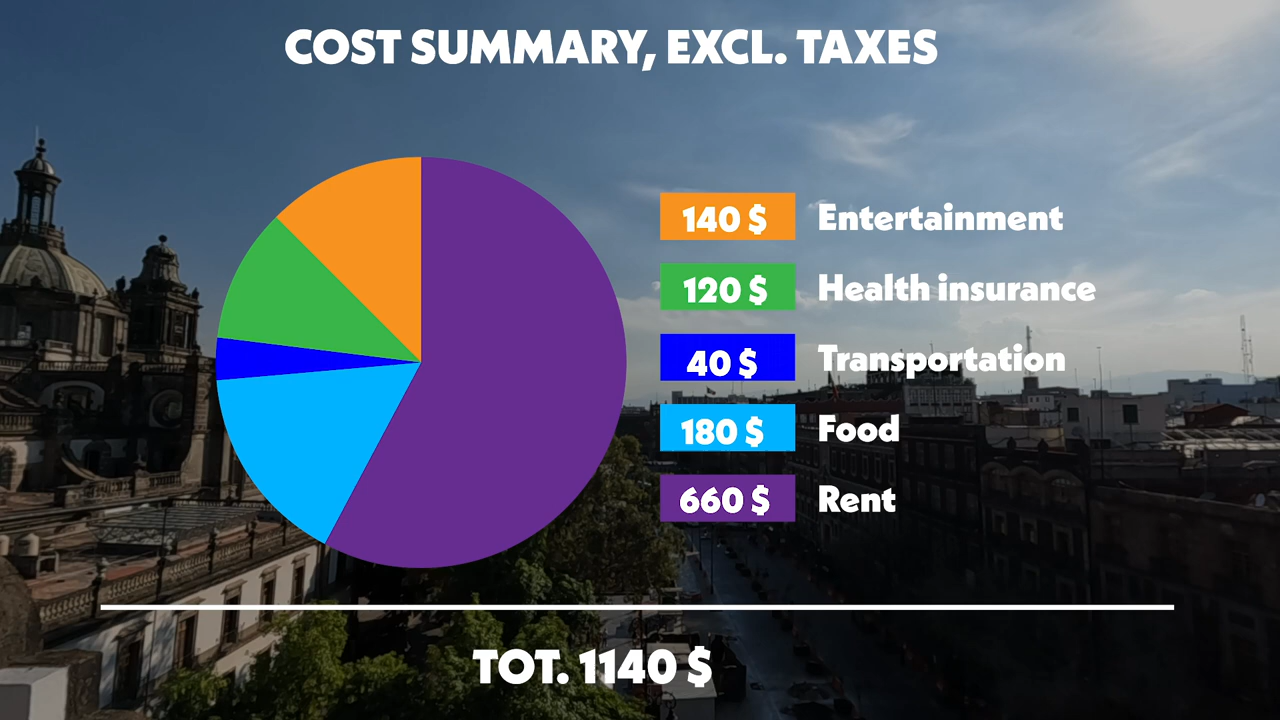 COST SUMMARY, EXCL. TAXES
140 $ Entertainment
120 $ Health insurance
40 $ Transportation
180 $ Food
660 $ Rent
TOT. 1140 $